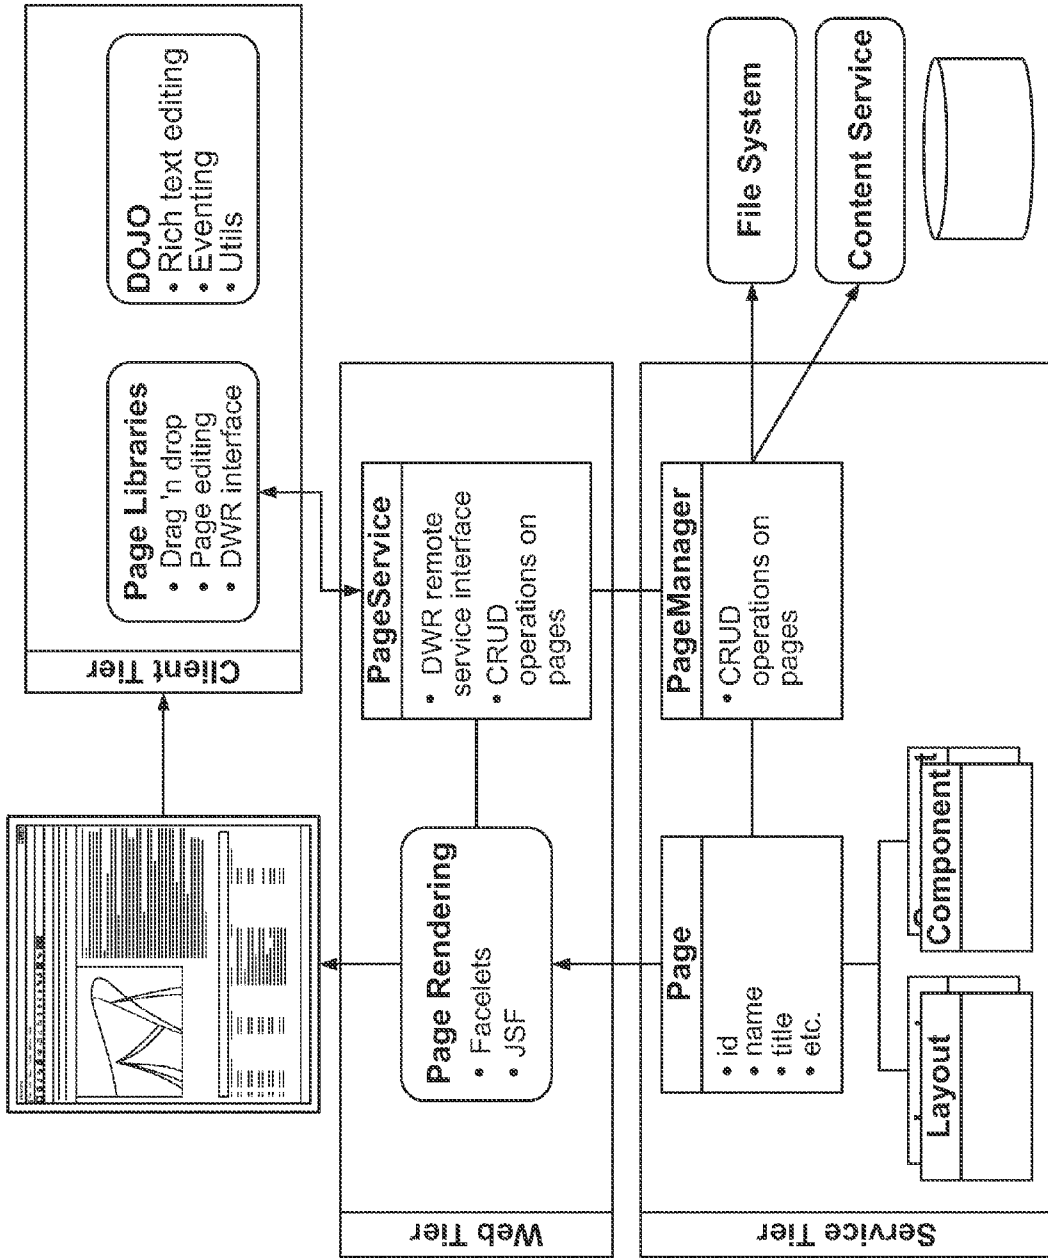 Client Tier
Page Libraries
• Drag 'n drop
• Page editing
• DWR interface
DOJO
• Rich text editing
• Eventing
• Utils
Web Tier
Page Rendering
• Facelets
• JSF
PageService
• DWR remote
service interface
• CRUD
operations on
pages
Service Tier
Page
• id
• name
• title
• etc.
PageManager
• CRUD
operations on
pages
Layout
Component
File System
Content Service